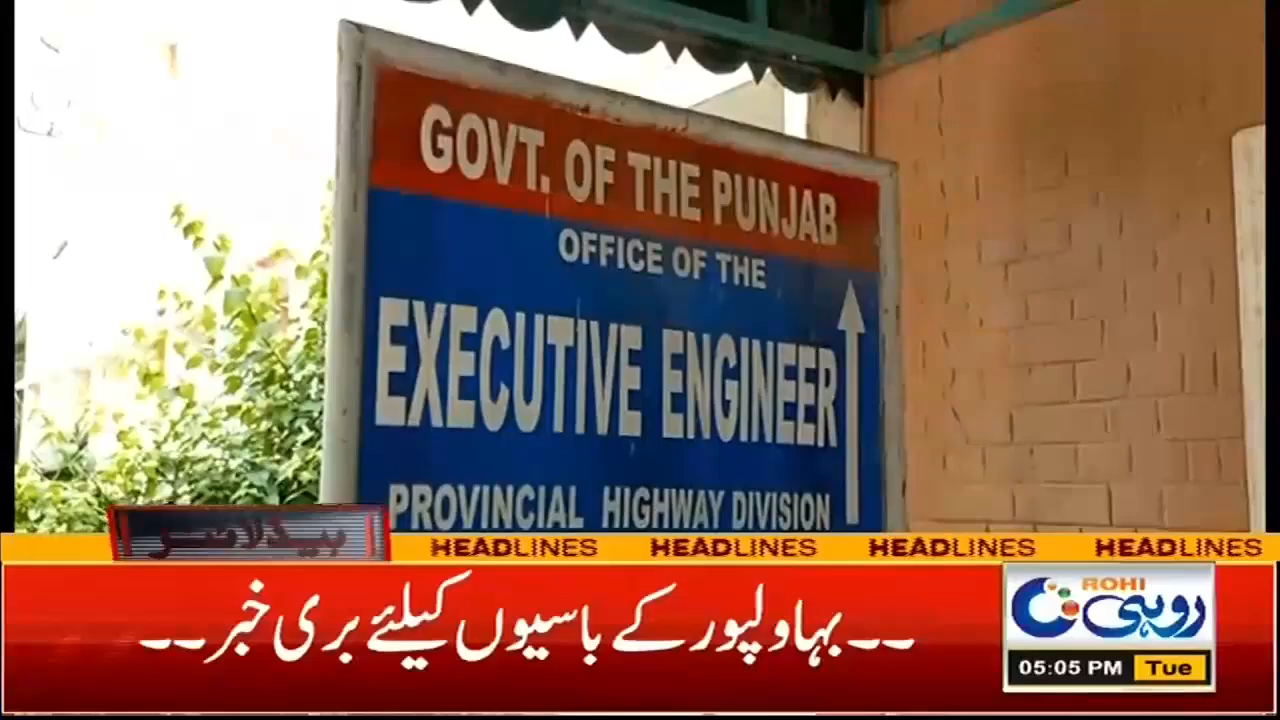 GOVT. OF THE PUNJAB
OFFICE OF THE
EXECUTIVE ENGINEER
PROVINCIAL HIGHWAY DIVISION
ہیڈلائنز
HEADLINES HEADLINES HEADLINES HEADLINES
۔۔بہاولپور کے باسیوں کیلئے بری خبر۔۔
ROHI
روہی
05:05 PM Tue